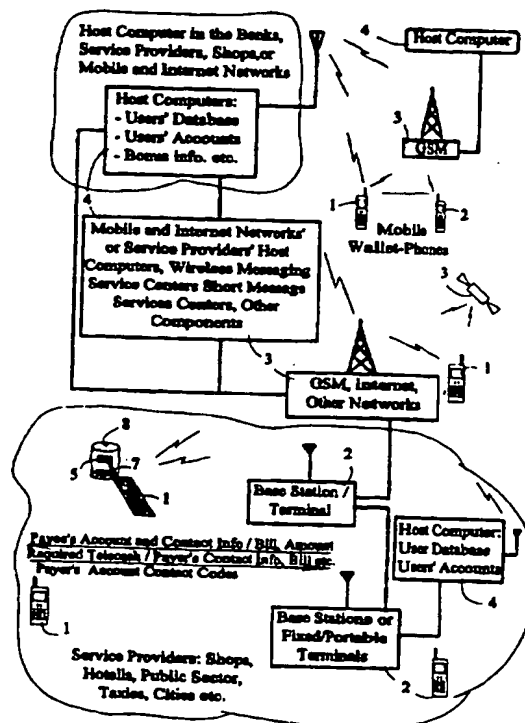 Host Computer in the Banks,
Service Providers, Shops, or
Mobile and Internet Networks
Host Computers:
- Users' Database
- Users' Accounts
- Bonus info. etc.
4
4
Host Computer
3
GSM
1
2
Mobile
Wallet-Phones
Mobile and Internet Networks'
or Service Providers' Host
Computers, Wireless Messaging
Service Centers Short Message
Services Centers, Other
Components
3
3
1
GSM, Internet,
Other Networks
8
5
7
1
2
Base Station /
Terminal
Payee's Account and Contact Info / Bill, Amount
Required Telecash / Payer's Contact Info, Bill etc.
Payer's Account Contact Codes
Host Computer:
User Database
Users' Accounts
4
1
Base Stations or
Fixed/Portable
Terminals
2
Service Providers: Shops,
Hotells, Public Sector,
Taxies, Cities etc.